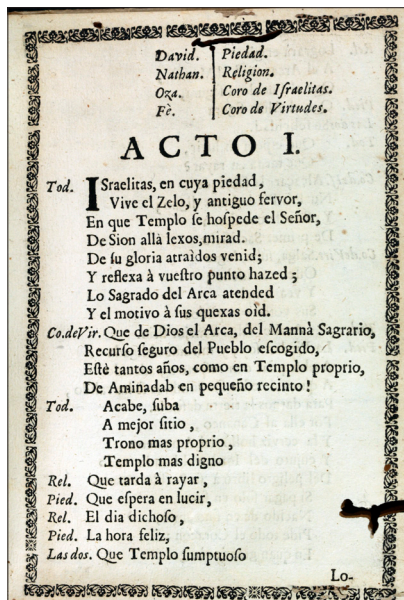 David. Piedad.
Nathan. Religion.
Oza. Coro de Iſraelitas.
Fè. Coro de Virtudes.
ACTO I.
Tod. ISraelitas, en cuya piedad,
Vive el Zelo, y antiguo fervor,
En que Templo ſe hoſpede el Señor,
De Sion allà lexos, mirad.
De ſu gloria atraìdos venid;
Y reflexa à vueſtro punto hazed;
Lo Sagrado del Arca atended
Y el motivo à ſus quexas oìd.
Co.deVir. Que de Dios el Arca, del Mannà Sagrario,
Recurſo ſeguro del Pueblo eſcogido,
Eſtè tantos años, como en Templo proprio,
De Aminadab en pequeño recinto!
Tod. Acabe, ſuba
A mejor ſitio,
Trono mas proprio,
Templo mas digno
Rel. Que tarda à rayar,
Pied. Que eſpera en lucir,
Rel. El dia dichoſo,
Pied. La hora feliz,
Las dos. Que Templo ſumptuoſo
Lo-